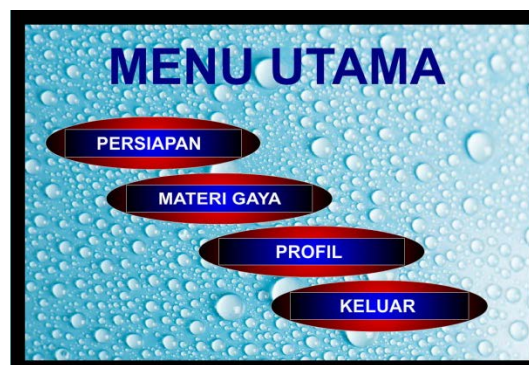 MENU UTAMA
PERSIAPAN
MATERI GAYA
PROFIL
KELUAR